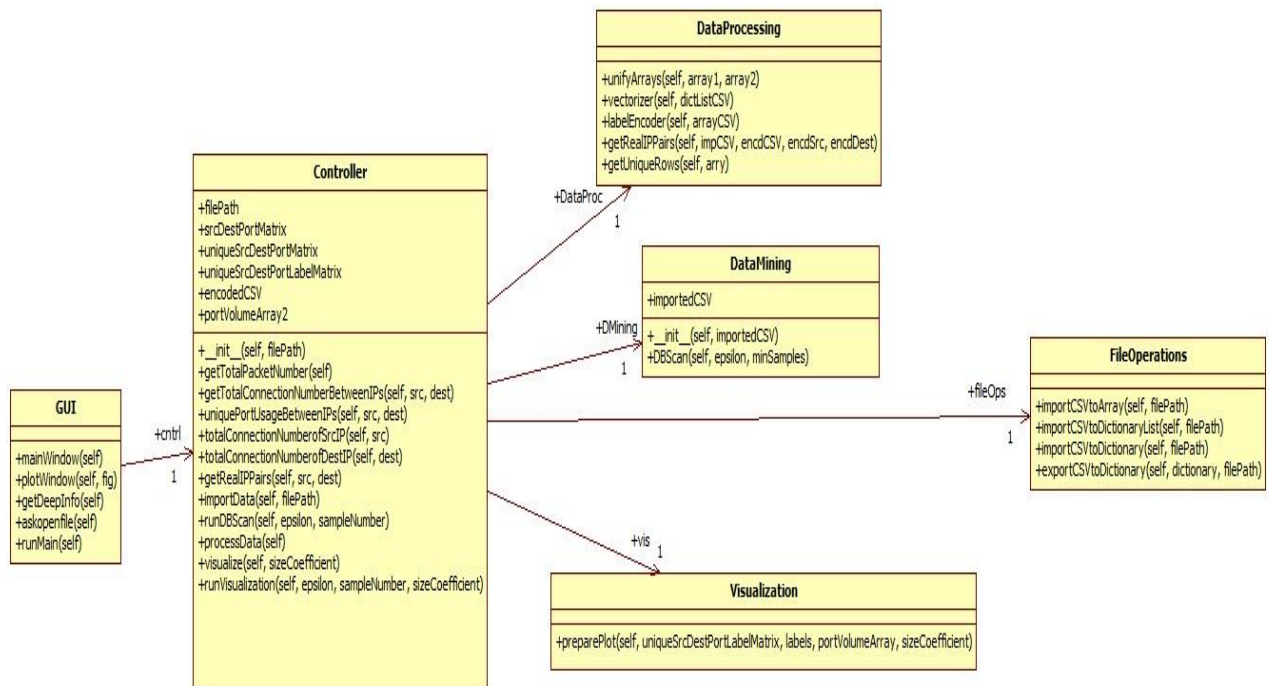 GUI
+mainWindow(self)
+plotWindow(self, fig)
+getDeepInfo(self)
+askopenfile(self)
+runMain(self)
+cntrl
1
Controller
+filePath
+srcDestPortMatrix
+uniqueSrcDestPortMatrix
+uniqueSrcDestPortLabelMatrix
+encodedCSV
+portVolumeArray2
+__init__(self, filePath)
+getTotalPacketNumber(self)
+getTotalConnectionNumberBetweenIPs(self, src, dest)
+uniquePortUsageBetweenIPs(self, src, dest)
+totalConnectionNumberofSrcIP(self, src)
+totalConnectionNumberofDestIP(self, dest)
+getRealIPPairs(self, src, dest)
+importData(self, filePath)
+runDBScan(self, epsilon, sampleNumber)
+processData(self)
+visualize(self, sizeCoefficient)
+runVisualization(self, epsilon, sampleNumber, sizeCoefficient)
+DataProc
1
DataProcessing
+unifyArrays(self, array1, array2)
+vectorizer(self, dictListCSV)
+labelEncoder(self, arrayCSV)
+getRealIPPairs(self, impCSV, encdCSV, encdSrc, encdDest)
+getUniqueRows(self, arry)
+DMining
1
DataMining
+importedCSV
+__init__(self, importedCSV)
+DBScan(self, epsilon, minSamples)
+fileOps
1
FileOperations
+importCSVtoArray(self, filePath)
+importCSVtoDictionaryList(self, filePath)
+importCSVtoDictionary(self, filePath)
+exportCSVtoDictionary(self, dictionary, filePath)
+vis
1
Visualization
+preparePlot(self, uniqueSrcDestPortLabelMatrix, labels, portVolumeArray, sizeCoefficient)